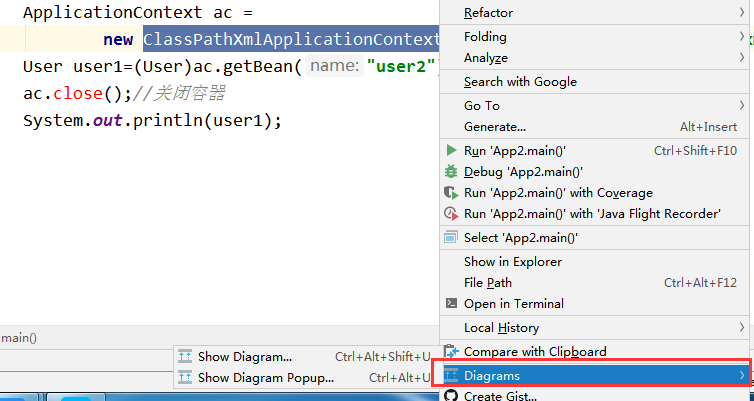 ApplicationContext ac =
new ClassPathXmlApplicationContext
User user1=(User)ac.getBean( name: "user2")
ac.close();//关闭容器
System.out.println(user1);
Refactor
Folding
Analyze
Search with Google
Go To
Generate... Alt+Insert
Run 'App2.main()' Ctrl+Shift+F10
Debug 'App2.main()'
Run 'App2.main()' with Coverage
Run 'App2.main()' with 'Java Flight Recorder'
Select 'App2.main()'
Show in Explorer
File Path Ctrl+Alt+F12
Open in Terminal
Local History
Compare with Clipboard
Diagrams
Create Gist...
main()
Show Diagram... Ctrl+Alt+Shift+U
Show Diagram Popup... Ctrl+Alt+U